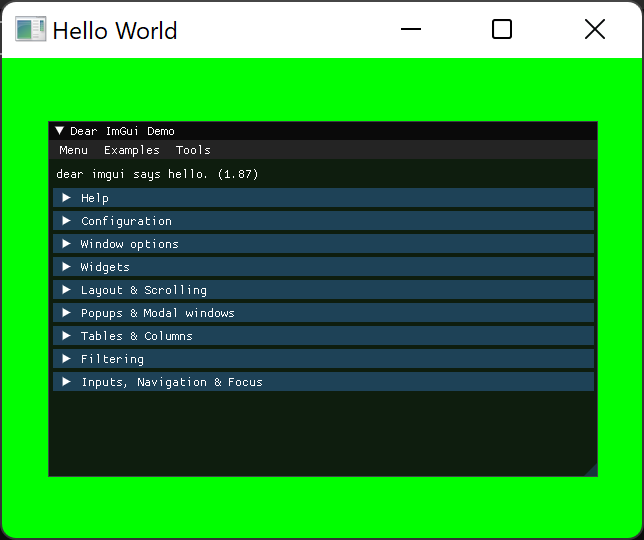 Hello World
Dear ImGui Demo
Menu Examples Tools
dear imgui says hello. (1.87)
Help
Configuration
Window options
Widgets
Layout & Scrolling
Popups & Modal windows
Tables & Columns
Filtering
Inputs, Navigation & Focus